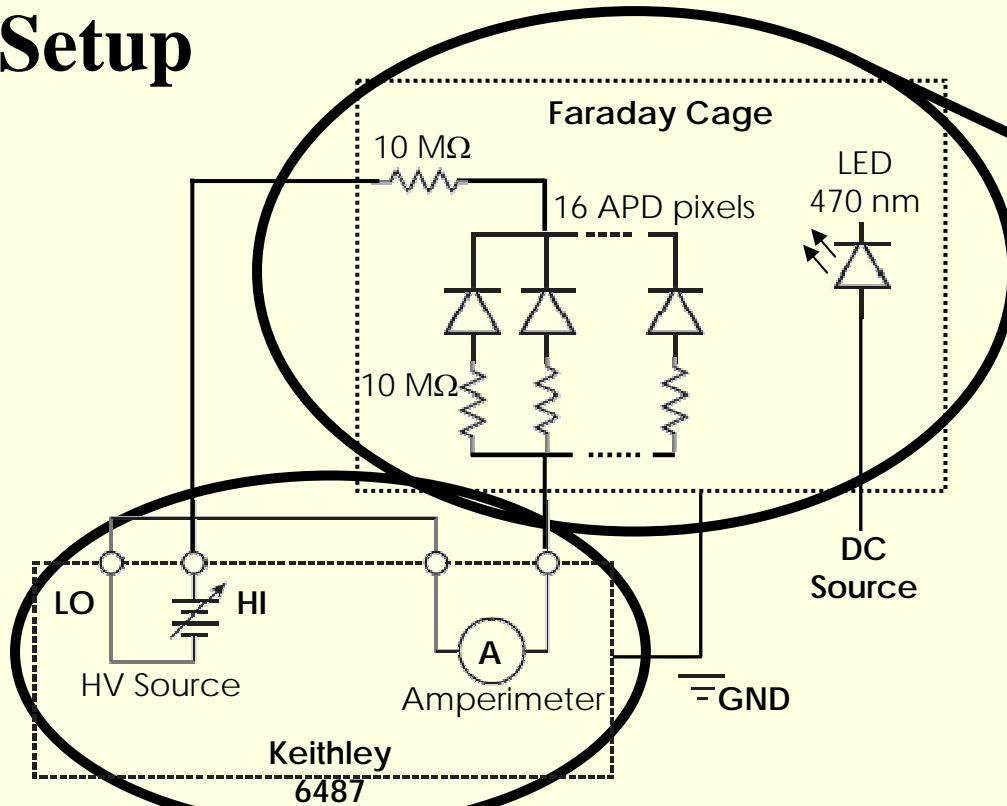 Setup
Faraday Cage
10 MΩ
LED
470 nm
16 APD pixels
10 MΩ
DC
Source
LO
HI
A
HV Source
Amperimeter
GND
Keithley
6487